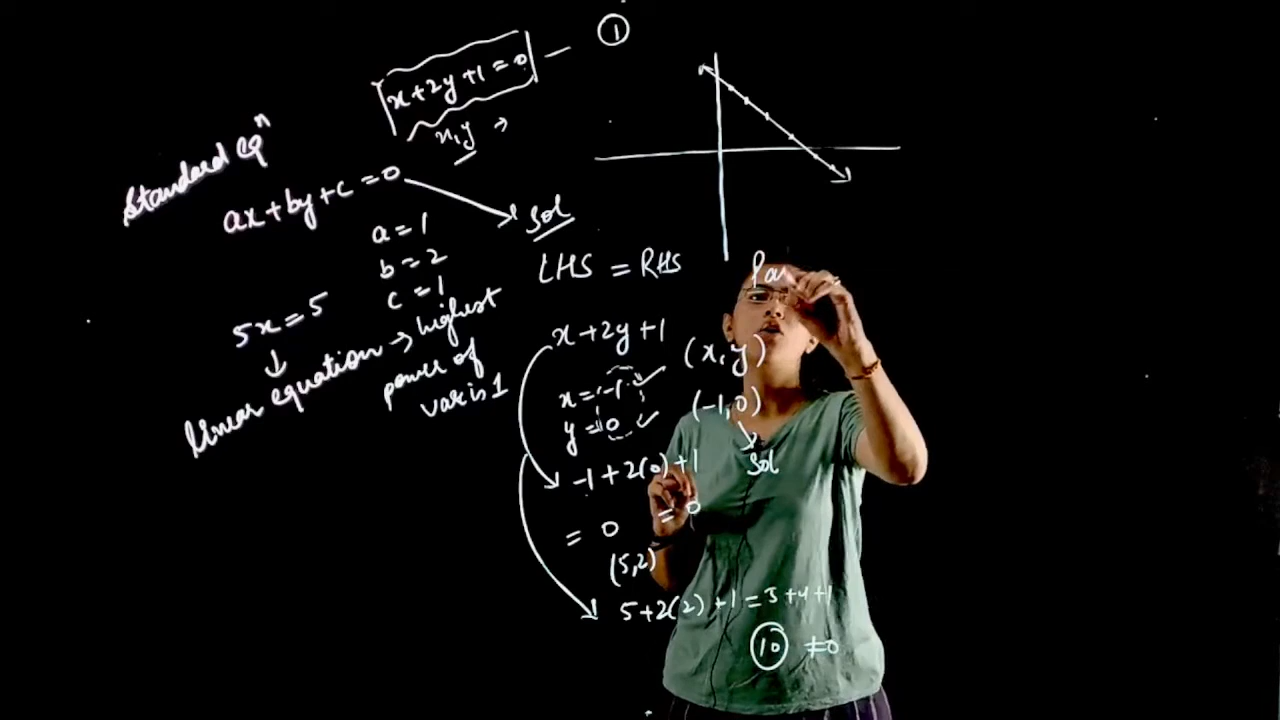 x+2y+1=0 — ①
x,y →
Standard eqⁿ
ax+by+c=0
a=1
b=2
c=1
5x=5
↓
linear equation → highest
power of
var is 1
Sol
LHS = RHS
x+2y+1
x=-1 ✓
y=0 ✓
(x,y)
(-1,0)
Sol
-1+2(0)+1
= 0 = 0
(5,2)
5+2(2)+1=5+4+1
10 ≠0
Par